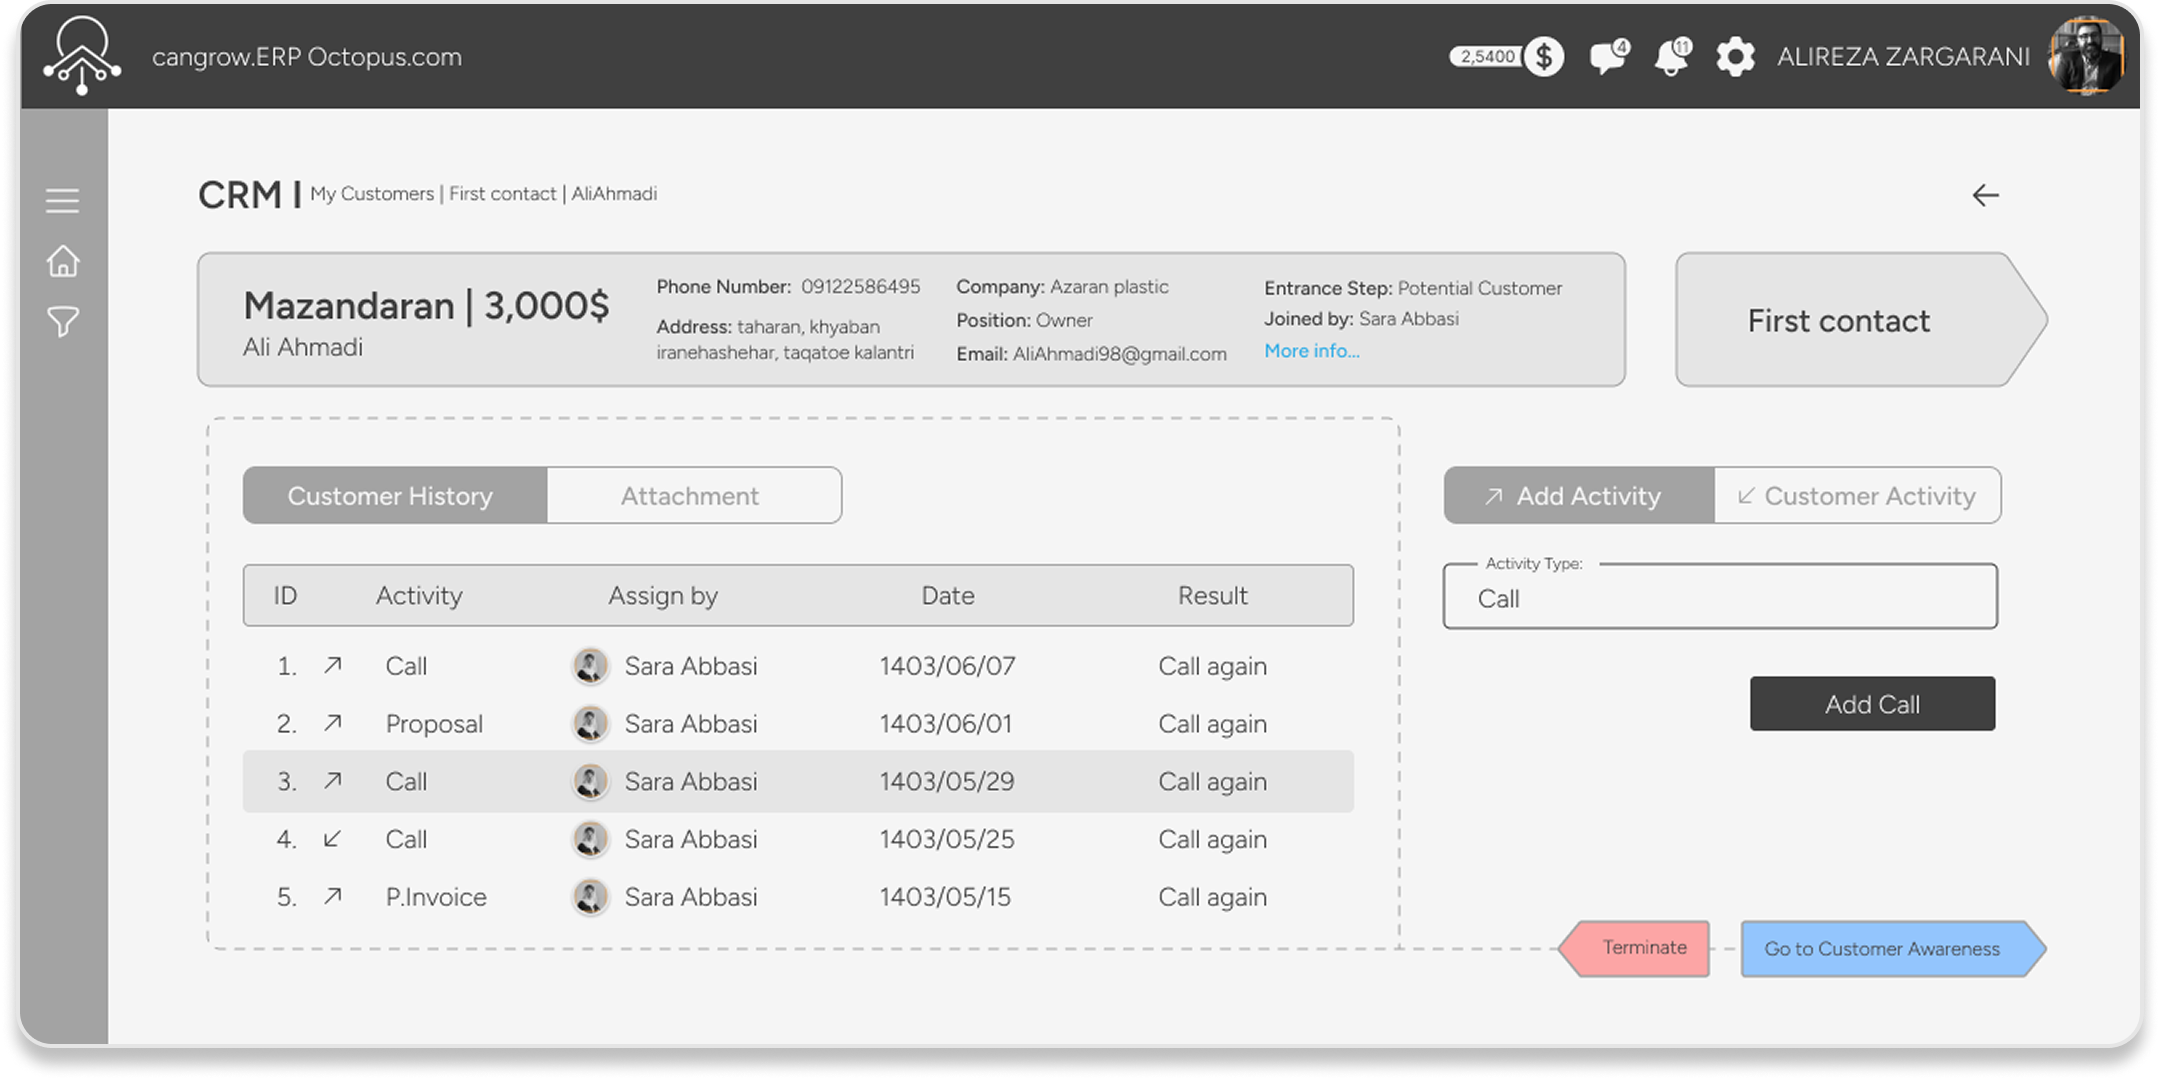 cangrow.ERP Octopus.com
2,5400 $ 4 11 ALIREZA ZARGARANI
CRM | My Customers | First contact | AliAhmadi
Mazandaran | 3,000$
Ali Ahmadi
Phone Number: 09122586495
Address: taharan, khyaban
iranehashehar, taqatoe kalantri
Company: Azaran plastic
Position: Owner
Email: AliAhmadi98@gmail.com
Entrance Step: Potential Customer
Joined by: Sara Abbasi
More info...
First contact
Customer History Attachment
ID Activity Assign by Date Result
1. Call Sara Abbasi 1403/06/07 Call again
2. Proposal Sara Abbasi 1403/06/01 Call again
3. Call Sara Abbasi 1403/05/29 Call again
4. Call Sara Abbasi 1403/05/25 Call again
5. P.Invoice Sara Abbasi 1403/05/15 Call again
Add Activity Customer Activity
Activity Type:
Call
Add Call
Terminate
Go to Customer Awareness